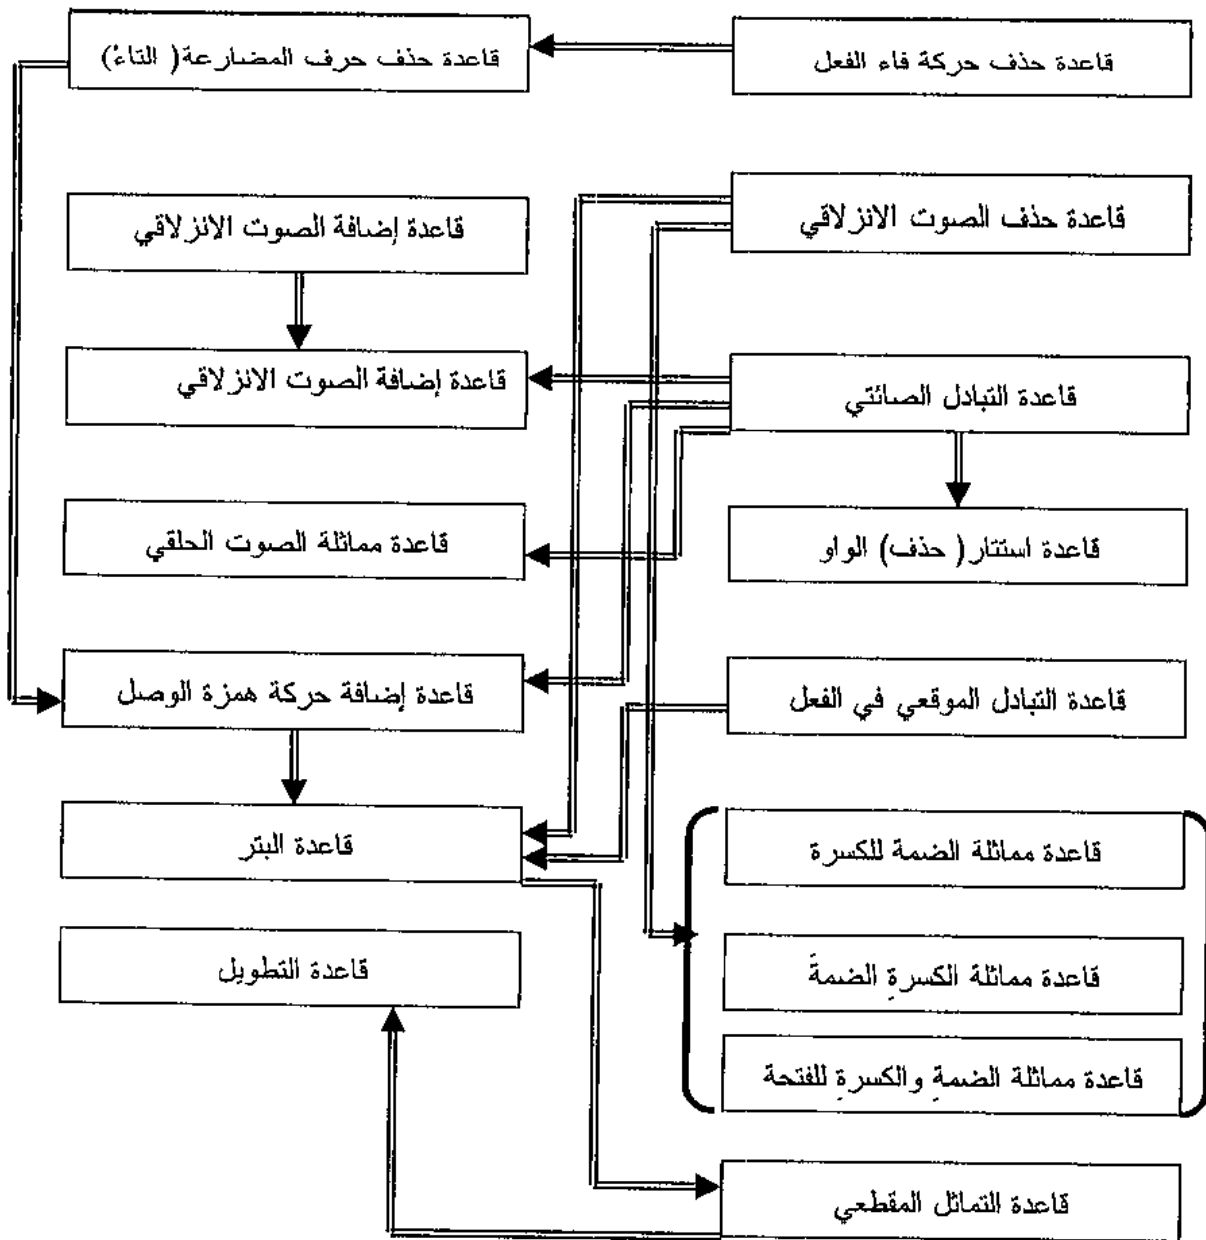 قاعدة حذف حركة فاء الفعل
قاعدة حذف حرف المضارعة( التاءُ)
قاعدة حذف الصوت الانزلاقي
قاعدة إضافة الصوت الانزلاقي
قاعدة التبادل الصائتي
قاعدة إضافة الصوت الانزلاقي
قاعدة استتار( حذف) الواو
قاعدة مماثلة الصوت الحلقي
قاعدة التبادل الموقعي في الفعل
قاعدة إضافة حركة همزة الوصل
قاعدة مماثلة الضمة للكسرة
قاعدة البتر
قاعدة مماثلة الكسرةِ الضمةَ
قاعدة التطويل
قاعدة مماثلة الضمةِ والكسرةِ للفتحة
قاعدة التماثل المقطعي